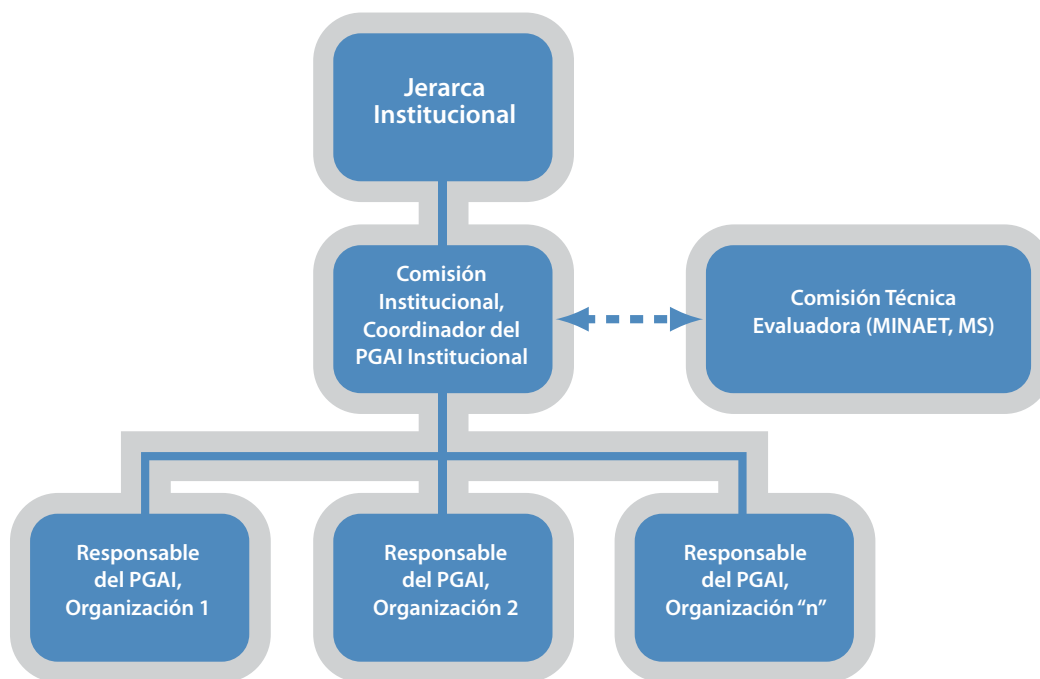 Jerarca
Institucional
Comisión
Institucional,
Coordinador del
PGAI Institucional
Comisión Técnica
Evaluadora (MINAET, MS)
Responsable
del PGAI,
Organización 1
Responsable
del PGAI,
Organización 2
Responsable
del PGAI,
Organización “n”